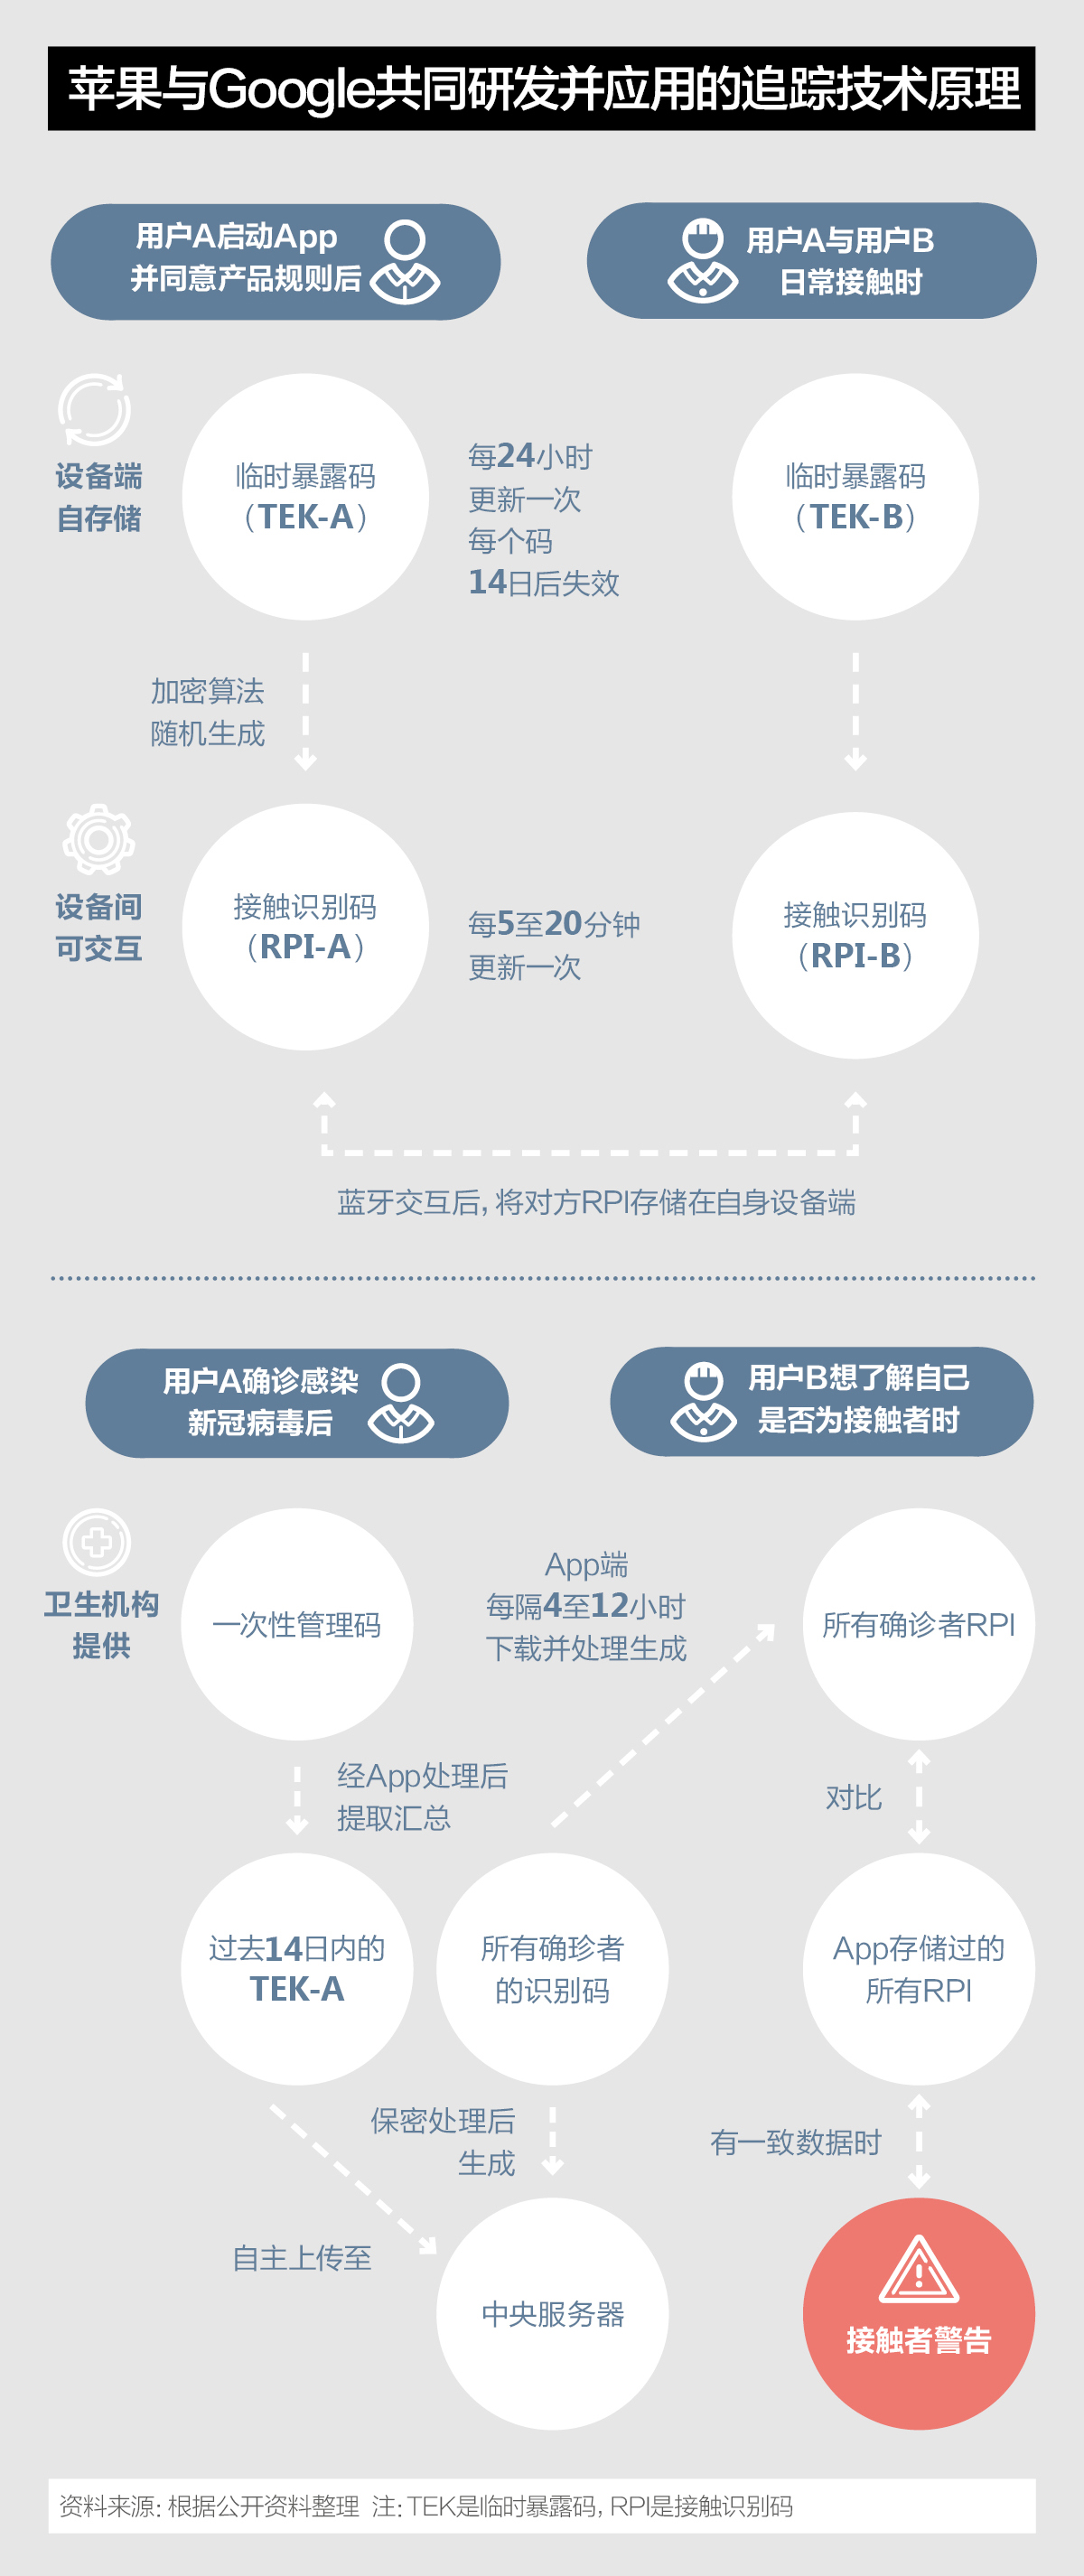 苹果与Google共同研发并应用的追踪技术原理
用户A启动App
并同意产品规则后
用户A与用户B
日常接触时
设备端
自存储
临时暴露码
（TEK-A）
每24小时
更新一次
每个码
14日后失效
临时暴露码
（TEK-B）
加密算法
随机生成
设备间
可交互
接触识别码
（RPI-A）
每5至20分钟
更新一次
接触识别码
（RPI-B）
蓝牙交互后，将对方RPI存储在自身设备端
用户A确诊感染
新冠病毒后
用户B想了解自己
是否为接触者时
卫生机构
提供
一次性管理码
App端
每隔4至12小时
下载并处理生成
所有确诊者RPI
经App处理后
提取汇总
对比
过去14日内的
TEK-A
所有确珍者
的识别码
App存储过的
所有RPI
保密处理后
生成
有一致数据时
自主上传至
中央服务器
接触者警告
资料来源：根据公开资料整理 注：TEK是临时暴露码，RPI是接触识别码